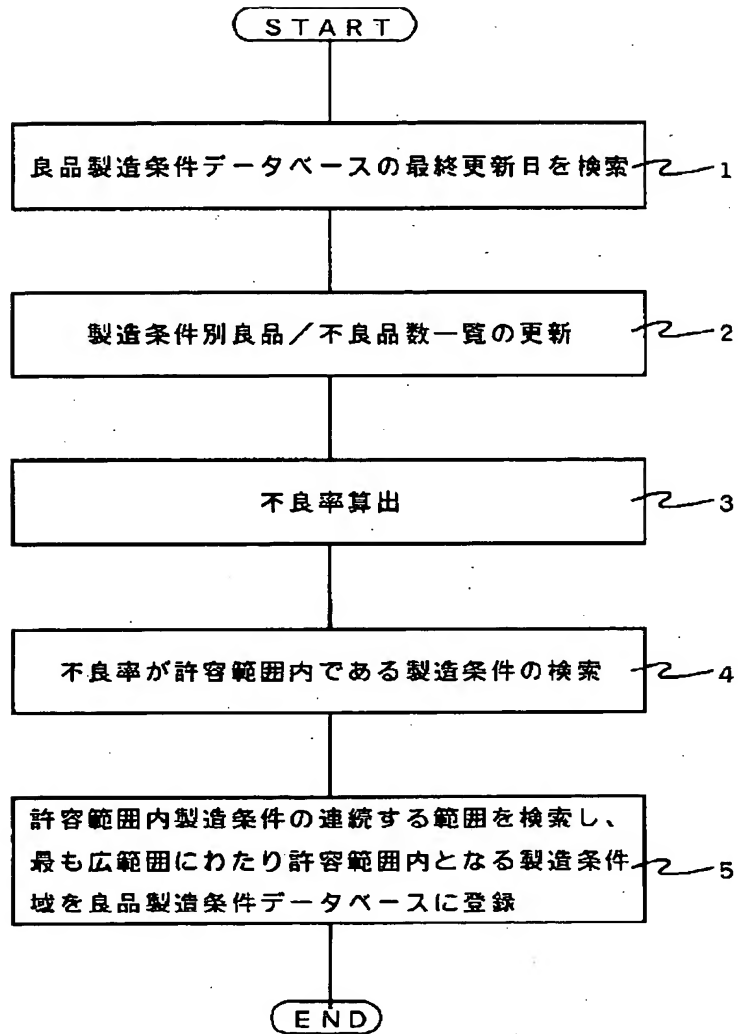 START
良品製造条件データベースの最終更新日を検索 1
製造条件別良品／不良品数一覧の更新 2
不良率算出 3
不良率が許容範囲内である製造条件の検索 4
許容範囲内製造条件の連続する範囲を検索し、
最も広範囲にわたり許容範囲内となる製造条件 5
域を良品製造条件データベースに登録
END